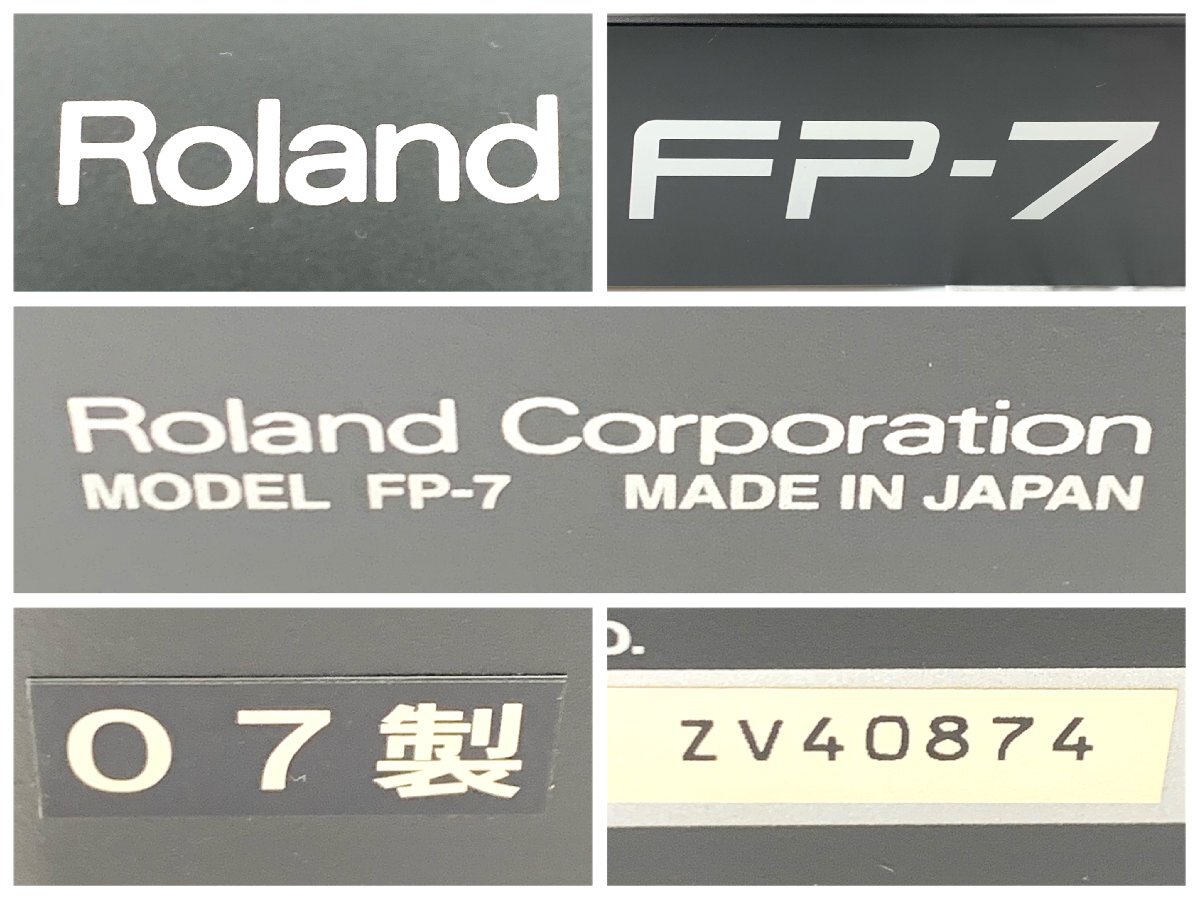 Roland
FP-7
Roland Corporation
MODEL FP-7 MADE IN JAPAN
07製
O.
ZV40874